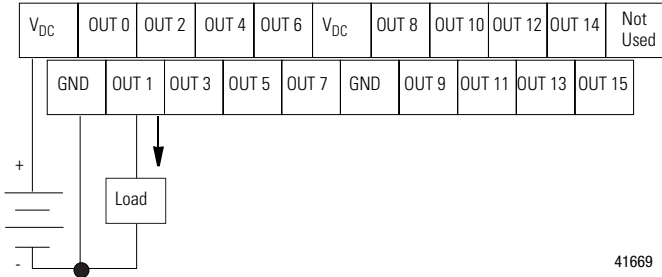 VDC OUT 0 OUT 2 OUT 4 OUT 6 VDC OUT 8 OUT 10 OUT 12 OUT 14 Not Used
GND OUT 1 OUT 3 OUT 5 OUT 7 GND OUT 9 OUT 11 OUT 13 OUT 15
+
Load
-
41669